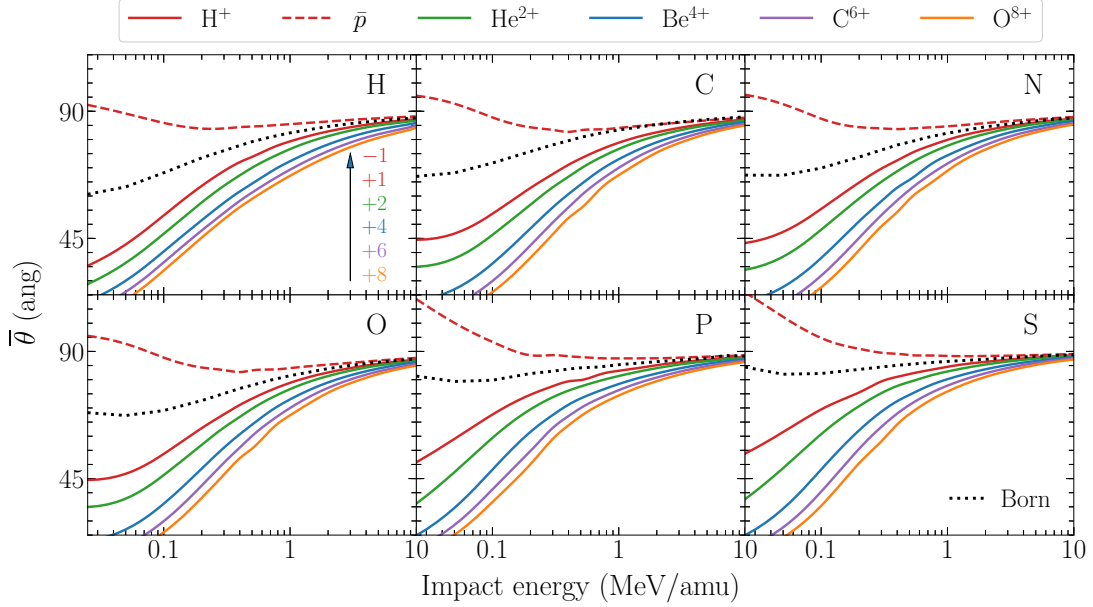 H⁺ p̄ He²⁺ Be⁴⁺ C⁶⁺ O⁸⁺
H C N
90
45
−1
+1
+2
+4
+6
+8
O P S
90
45
Born
0.1 1 10 0.1 1 10 0.1 1 10
θ̄ (ang)
Impact energy (MeV/amu)